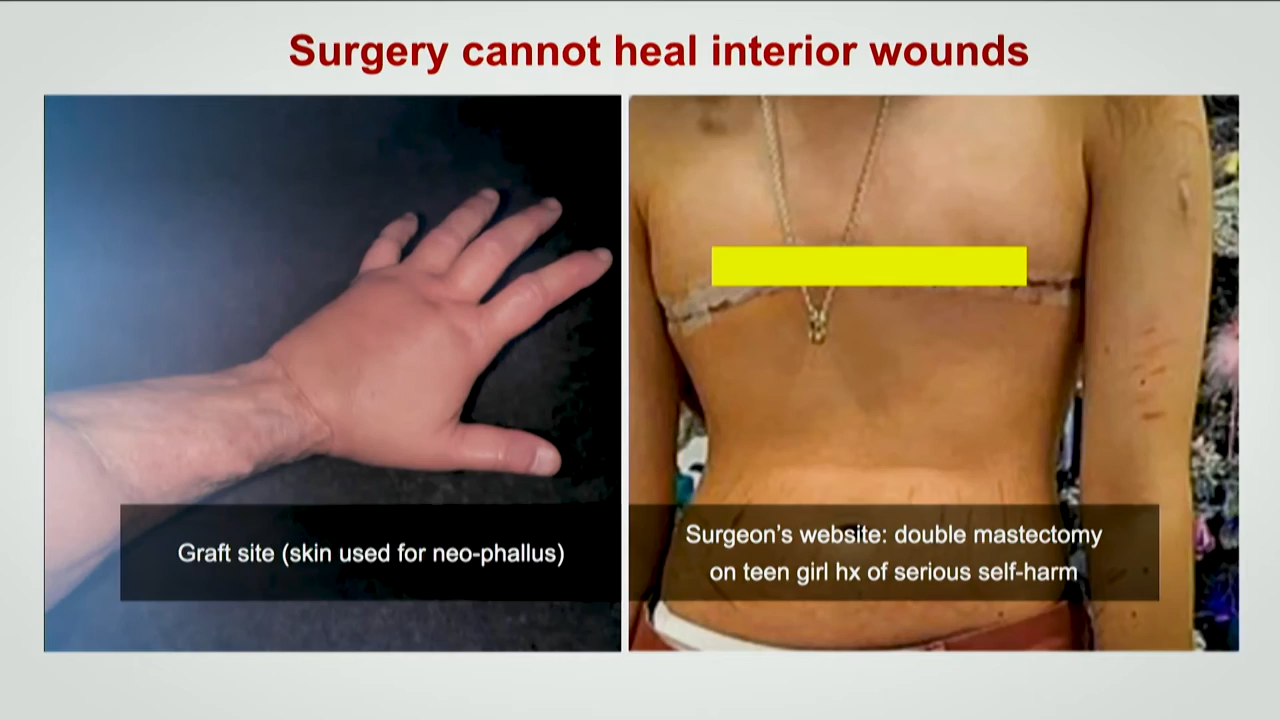 Surgery cannot heal interior wounds
Graft site (skin used for neo-phallus)
Surgeon's website: double mastectomy
on teen girl hx of serious self-harm